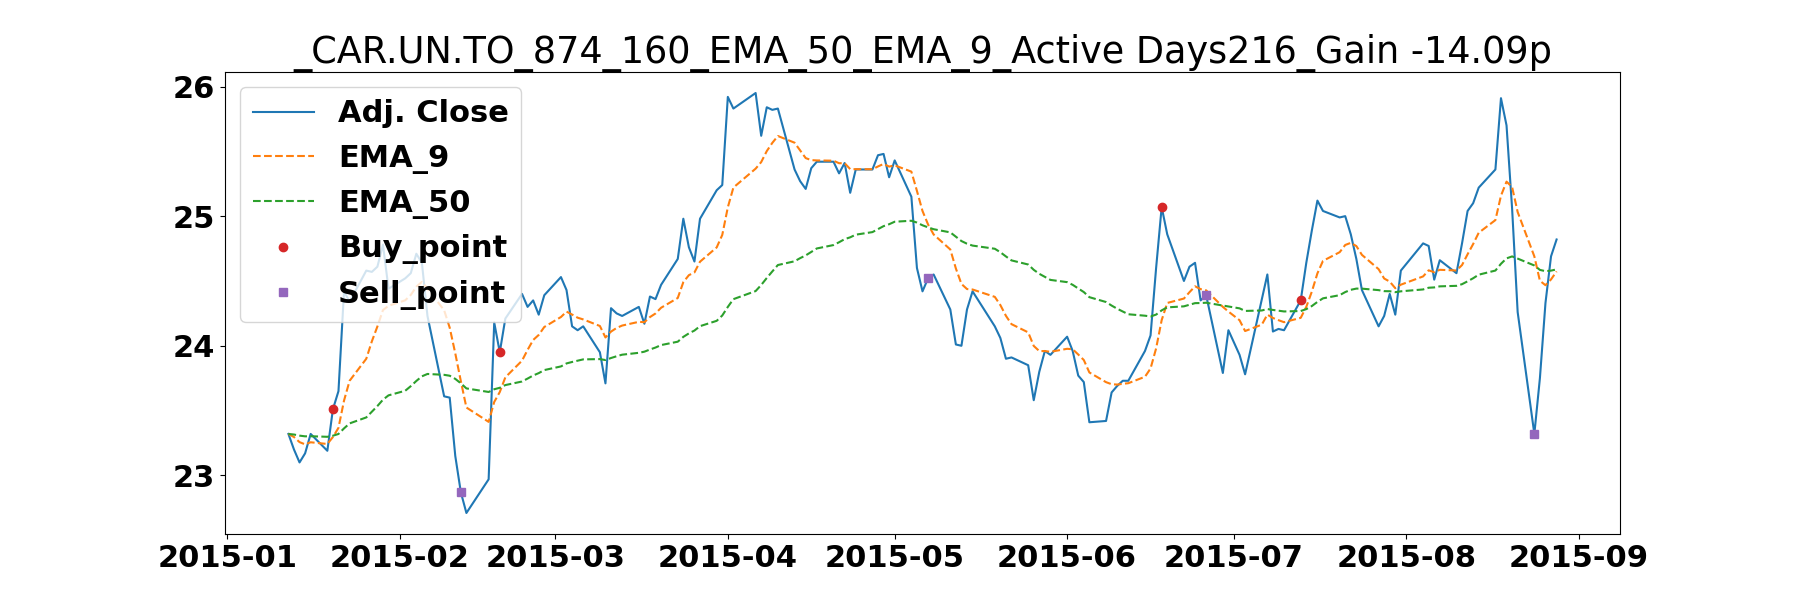 _CAR.UN.TO_874_160_EMA_50_EMA_9_Active Days216_Gain -14.09p
26
25
24
23
Adj. Close
EMA_9
EMA_50
Buy_point
Sell_point
2015-01 2015-02 2015-03 2015-04 2015-05 2015-06 2015-07 2015-08 2015-09